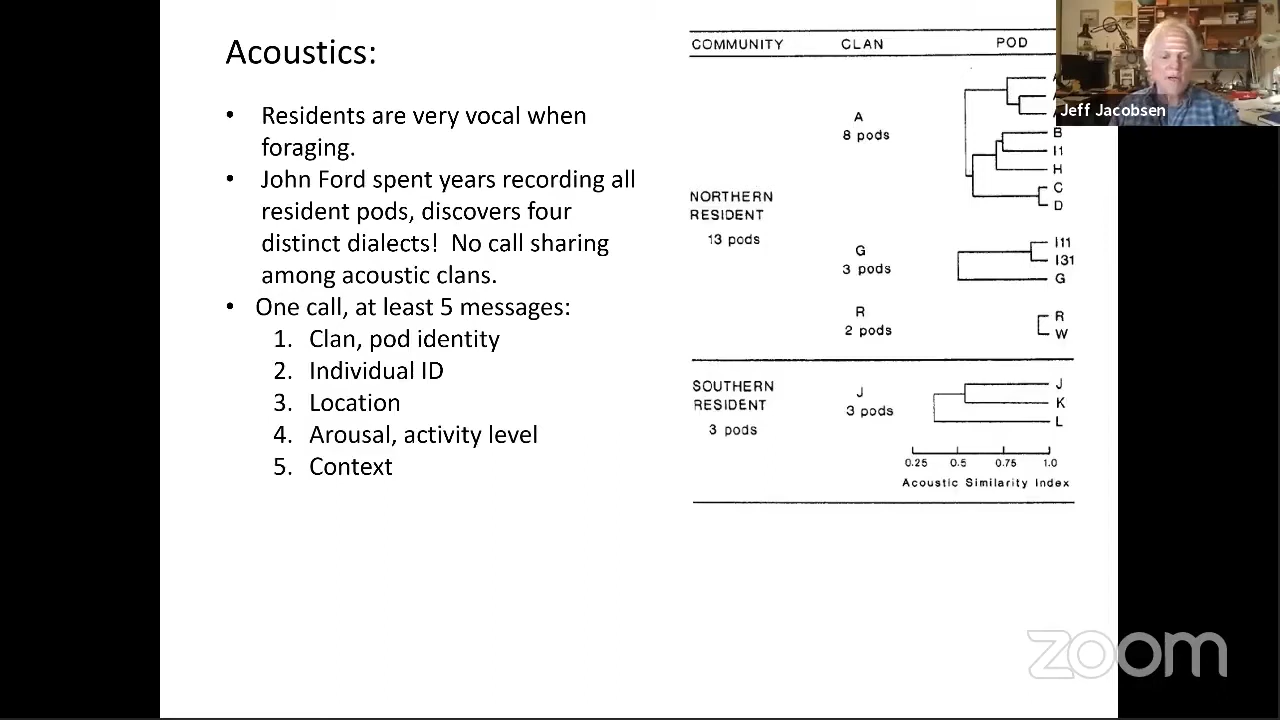 Acoustics:
• Residents are very vocal when
foraging.
• John Ford spent years recording all
resident pods, discovers four
distinct dialects! No call sharing
among acoustic clans.
• One call, at least 5 messages:
1. Clan, pod identity
2. Individual ID
3. Location
4. Arousal, activity level
5. Context
COMMUNITY CLAN POD
A
8 pods
B
I1
H
C
D
NORTHERN
RESIDENT
13 pods
G
3 pods
I11
I31
G
R
2 pods
R
W
SOUTHERN
RESIDENT
3 pods
J
3 pods
J
K
L
0.25 0.5 0.75 1.0
Acoustic Similarity Index
Jeff Jacobsen
zoom